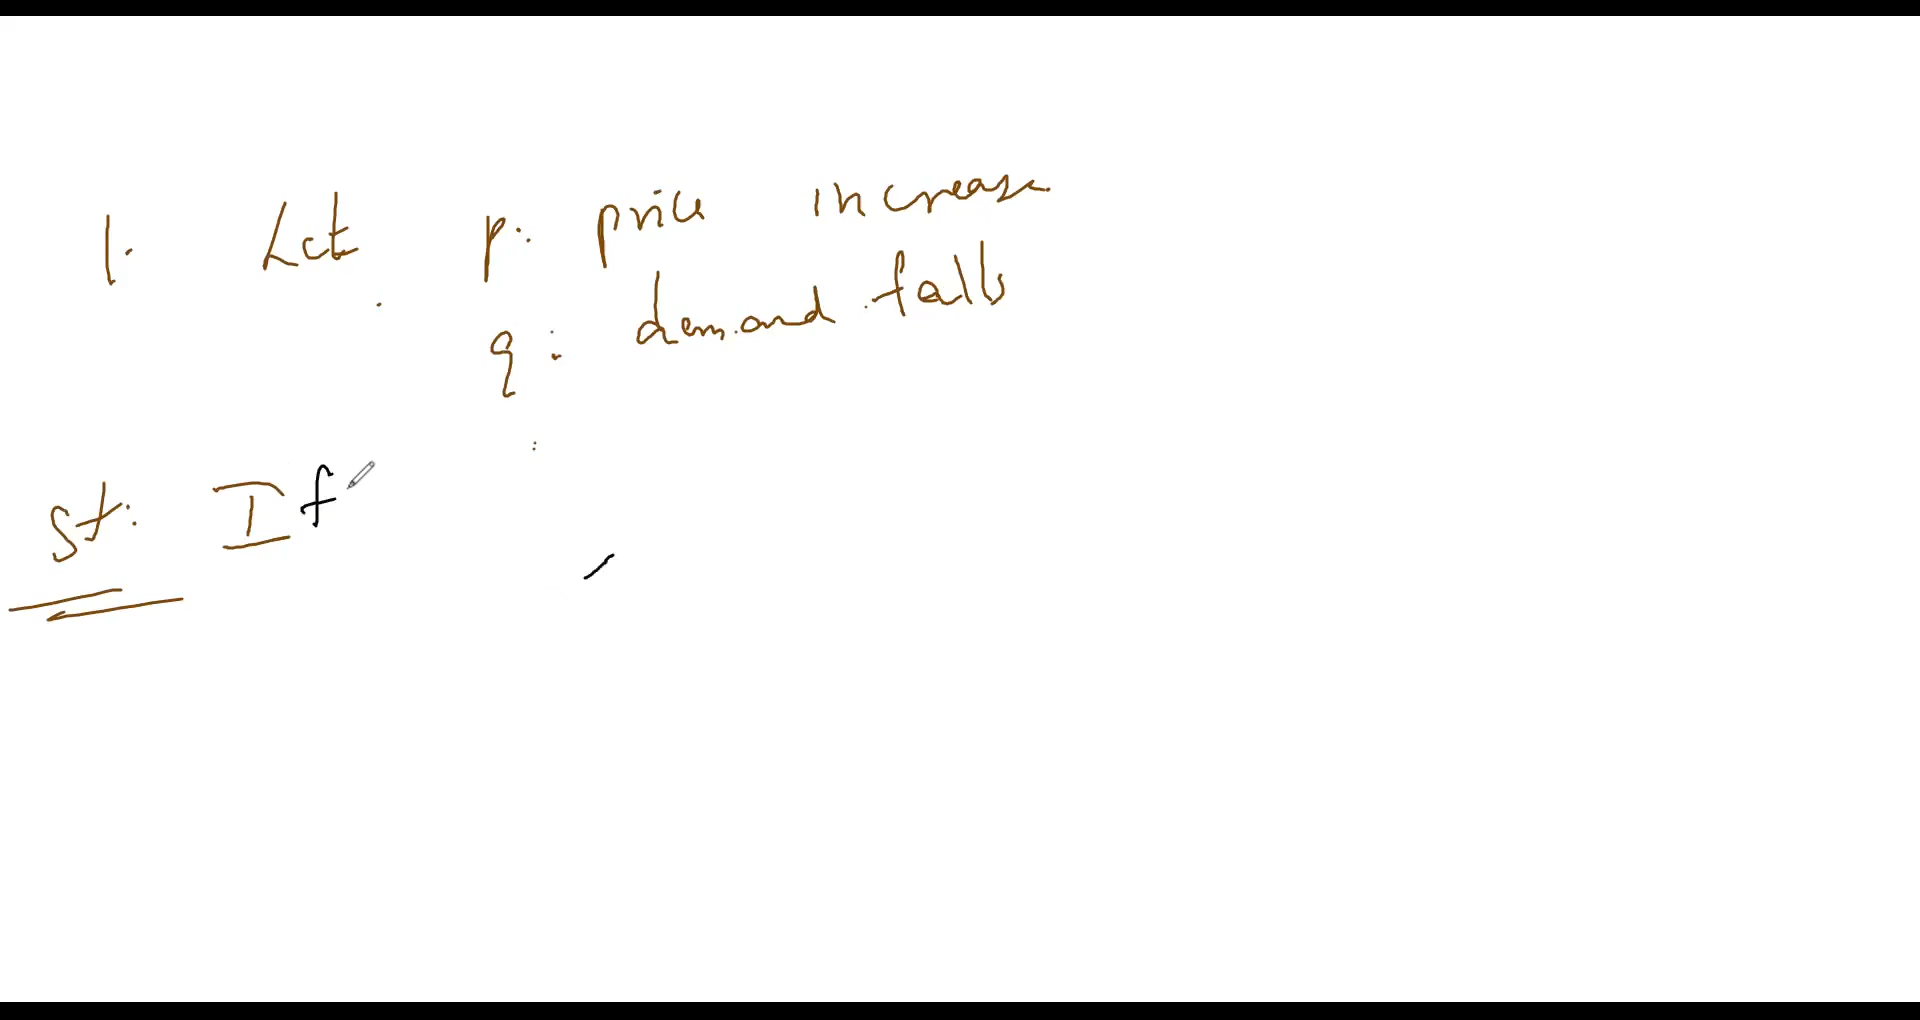 1. Let p: price increase
q: demand falls
St: If